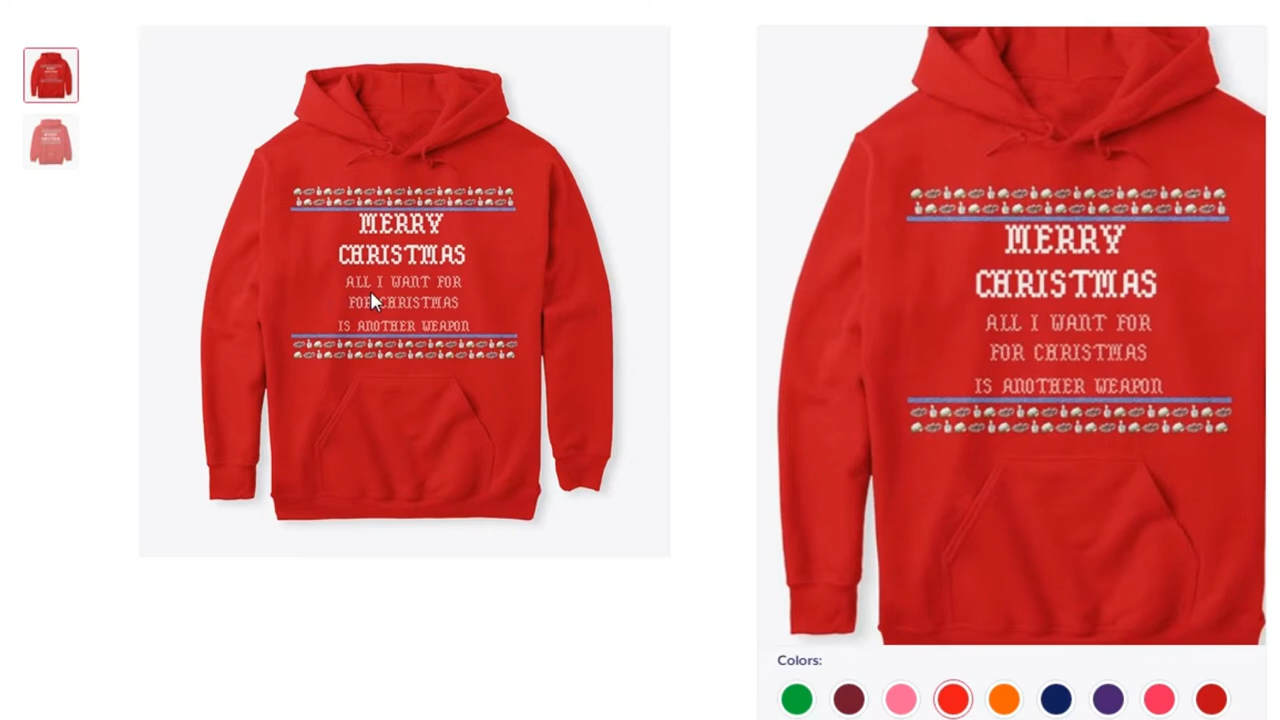 MERRY
CHRISTMAS
ALL I WANT FOR
FOR CHRISTMAS
IS ANOTHER WEAPON
MERRY
CHRISTMAS
ALL I WANT FOR
FOR CHRISTMAS
IS ANOTHER WEAPON
Colors: